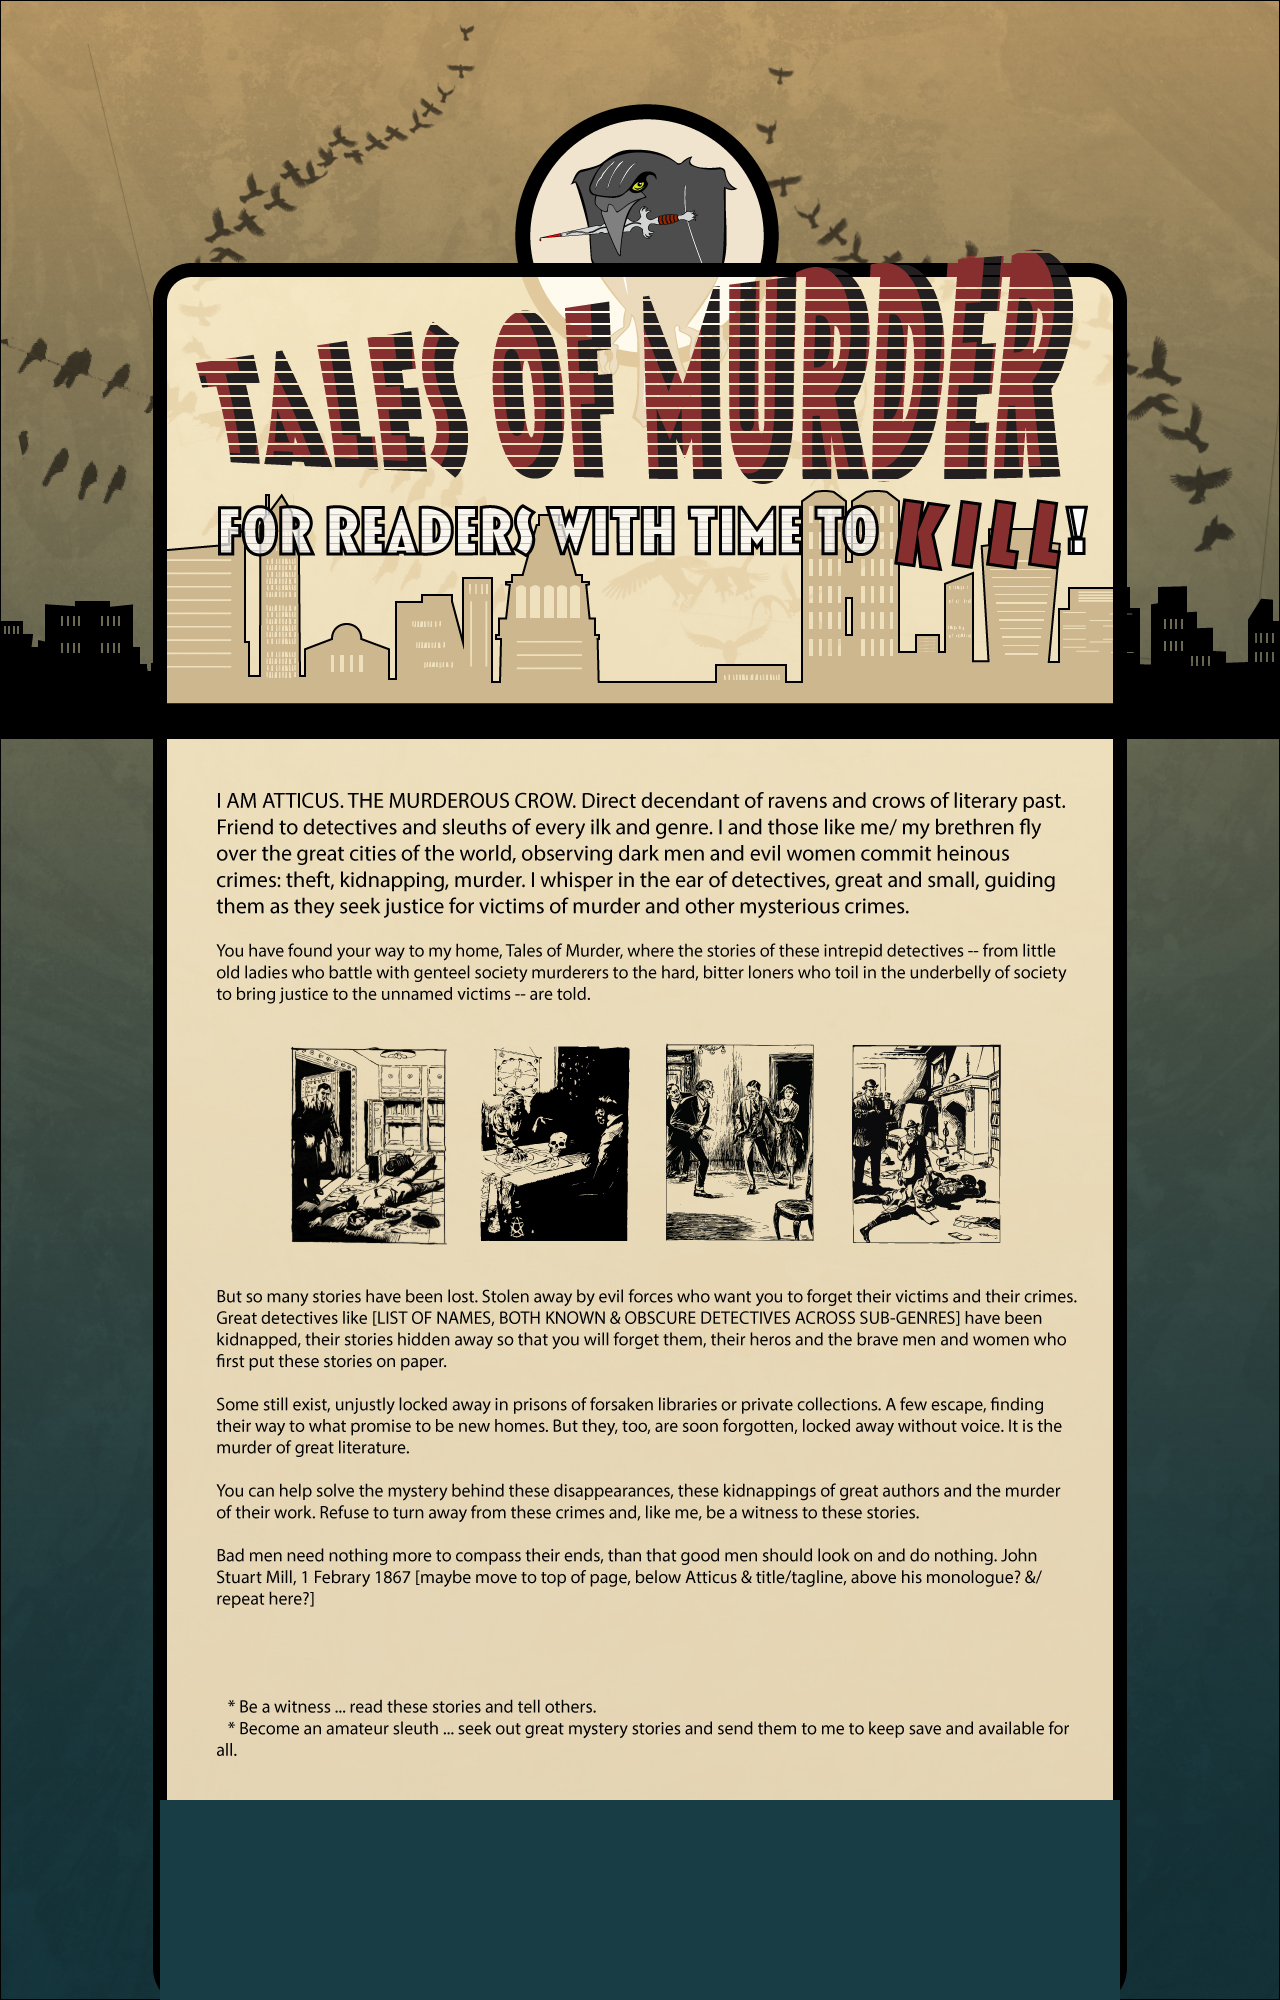 TALES OF MURDER
FOR READERS WITH TIME TO KILL!
I AM ATTICUS. THE MURDEROUS CROW. Direct decendant of ravens and crows of literary past.
Friend to detectives and sleuths of every ilk and genre. I and those like me/ my brethren fly
over the great cities of the world, observing dark men and evil women commit heinous
crimes: theft, kidnapping, murder. I whisper in the ear of detectives, great and small, guiding
them as they seek justice for victims of murder and other mysterious crimes.
You have found your way to my home, Tales of Murder, where the stories of these intrepid detectives -- from little
old ladies who battle with genteel society murderers to the hard, bitter loners who toil in the underbelly of society
to bring justice to the unnamed victims -- are told.
But so many stories have been lost. Stolen away by evil forces who want you to forget their victims and their crimes.
Great detectives like [LIST OF NAMES, BOTH KNOWN & OBSCURE DETECTIVES ACROSS SUB-GENRES] have been
kidnapped, their stories hidden away so that you will forget them, their heros and the brave men and women who
first put these stories on paper.
Some still exist, unjustly locked away in prisons of forsaken libraries or private collections. A few escape, finding
their way to what promise to be new homes. But they, too, are soon forgotten, locked away without voice. It is the
murder of great literature.
You can help solve the mystery behind these disappearances, these kidnappings of great authors and the murder
of their work. Refuse to turn away from these crimes and, like me, be a witness to these stories.
Bad men need nothing more to compass their ends, than that good men should look on and do nothing. John
Stuart Mill, 1 Febrary 1867 [maybe move to top of page, below Atticus & title/tagline, above his monologue? &/
repeat here?]
* Be a witness ... read these stories and tell others.
* Become an amateur sleuth ... seek out great mystery stories and send them to me to keep save and available for
all.